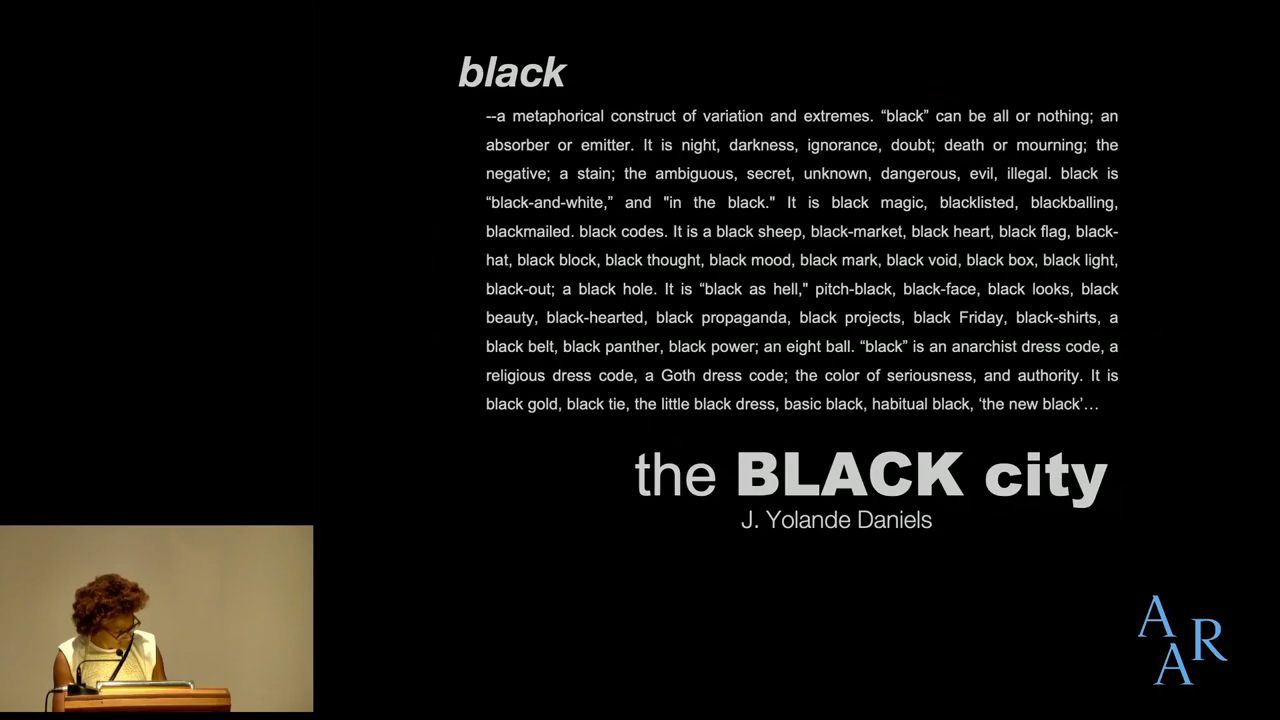 black
--a metaphorical construct of variation and extremes. “black” can be all or nothing; an
absorber or emitter. It is night, darkness, ignorance, doubt; death or mourning; the
negative; a stain; the ambiguous, secret, unknown, dangerous, evil, illegal. black is
“black-and-white,” and "in the black." It is black magic, blacklisted, blackballing,
blackmailed. black codes. It is a black sheep, black-market, black heart, black flag, black-
hat, black block, black thought, black mood, black mark, black void, black box, black light,
black-out; a black hole. It is “black as hell," pitch-black, black-face, black looks, black
beauty, black-hearted, black propaganda, black projects, black Friday, black-shirts, a
black belt, black panther, black power; an eight ball. “black” is an anarchist dress code, a
religious dress code, a Goth dress code; the color of seriousness, and authority. It is
black gold, black tie, the little black dress, basic black, habitual black, ‘the new black’…
the BLACK city
J. Yolande Daniels
A
R
A